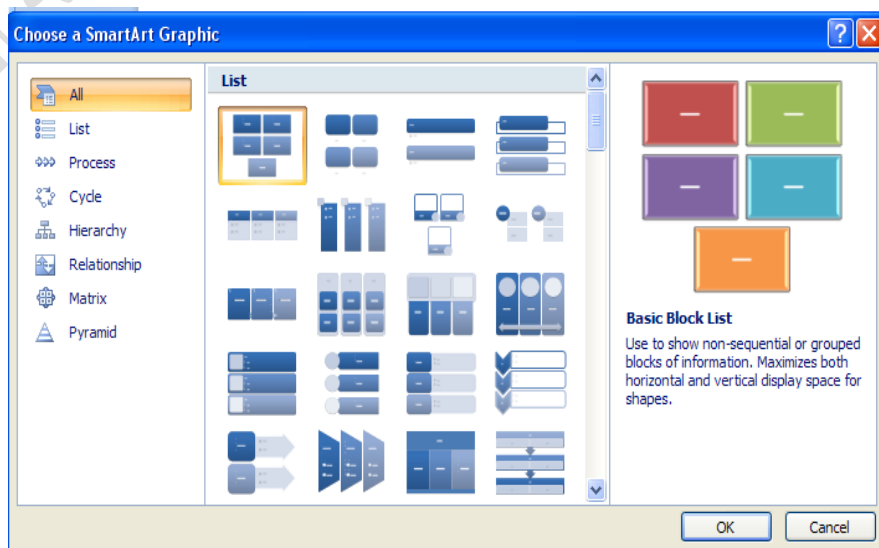 Choose a SmartArt Graphic
All
List
Process
Cycle
Hierarchy
Relationship
Matrix
Pyramid
List
Basic Block List
Use to show non-sequential or grouped
blocks of information. Maximizes both
horizontal and vertical display space for
shapes.
OK
Cancel